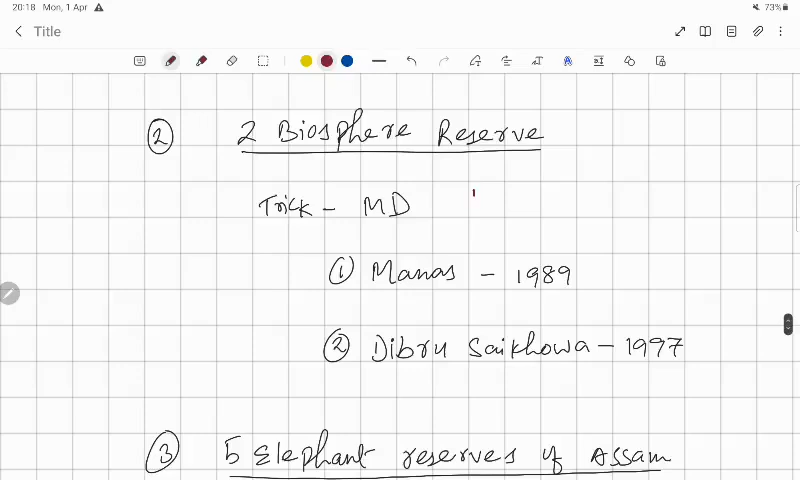 20:18 Mon, 1 Apr 73%
Title
② 2 Biosphere Reserve
Trick - MD
① Manas - 1989
② Dibru Saikhowa - 1997
③ 5 Elephant reserves of Assam